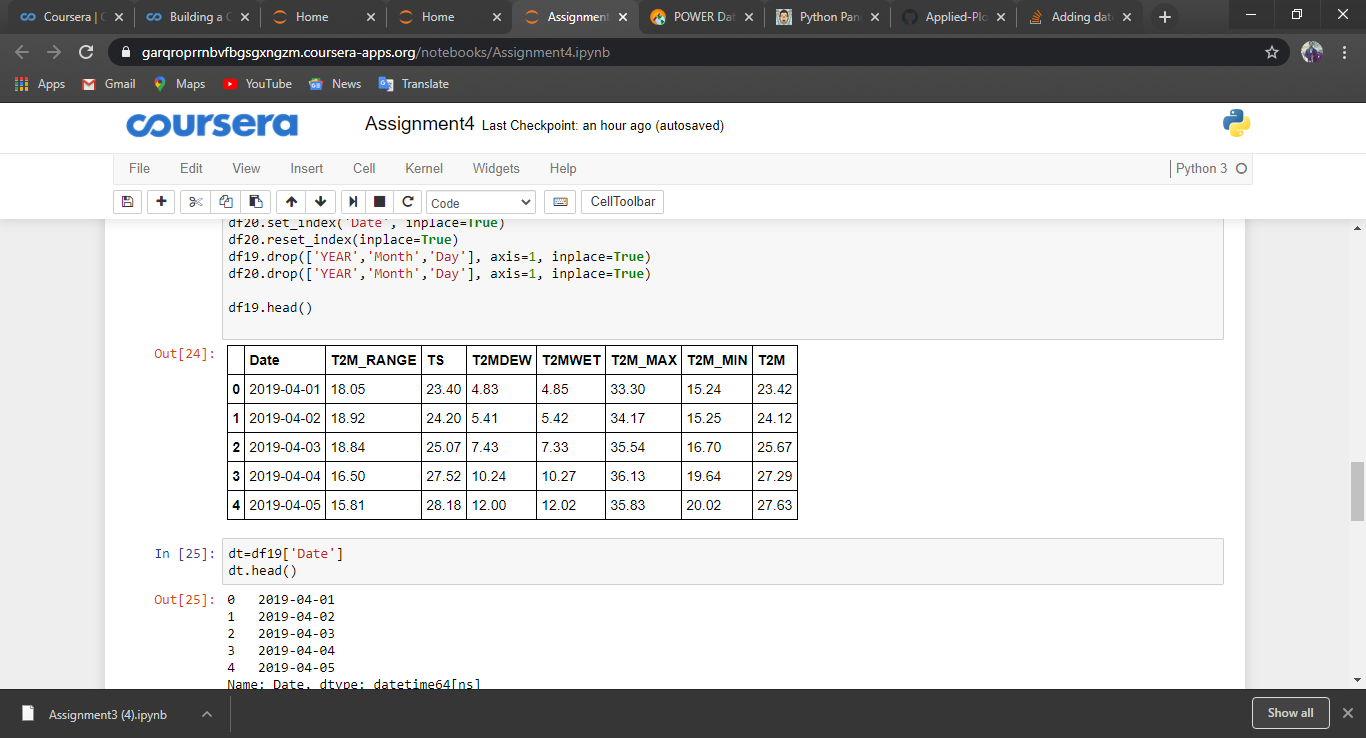 Coursera | C
Building a C
Home
Home
Assignment
POWER Dat
Python Pan
Applied-Plo
Adding dat
garqroprrnbvfbgsgxngzm.coursera-apps.org/notebooks/Assignment4.ipynb
Apps Gmail Maps YouTube News Translate
coursera Assignment4 Last Checkpoint: an hour ago (autosaved)
File Edit View Insert Cell Kernel Widgets Help Python 3
Code CellToolbar
df20.set_index('Date', inplace=True)
df20.reset_index(inplace=True)
df19.drop(['YEAR','Month','Day'], axis=1, inplace=True)
df20.drop(['YEAR','Month','Day'], axis=1, inplace=True)
df19.head()
Out[24]:
Date T2M_RANGE TS T2MDEW T2MWET T2M_MAX T2M_MIN T2M
0 2019-04-01 18.05 23.40 4.83 4.85 33.30 15.24 23.42
1 2019-04-02 18.92 24.20 5.41 5.42 34.17 15.25 24.12
2 2019-04-03 18.84 25.07 7.43 7.33 35.54 16.70 25.67
3 2019-04-04 16.50 27.52 10.24 10.27 36.13 19.64 27.29
4 2019-04-05 15.81 28.18 12.00 12.02 35.83 20.02 27.63
In [25]: dt=df19['Date']
dt.head()
Out[25]: 0 2019-04-01
1 2019-04-02
2 2019-04-03
3 2019-04-04
4 2019-04-05
Name: Date, dtype: datetime64[ns]
Assignment3 (4).ipynb
Show all